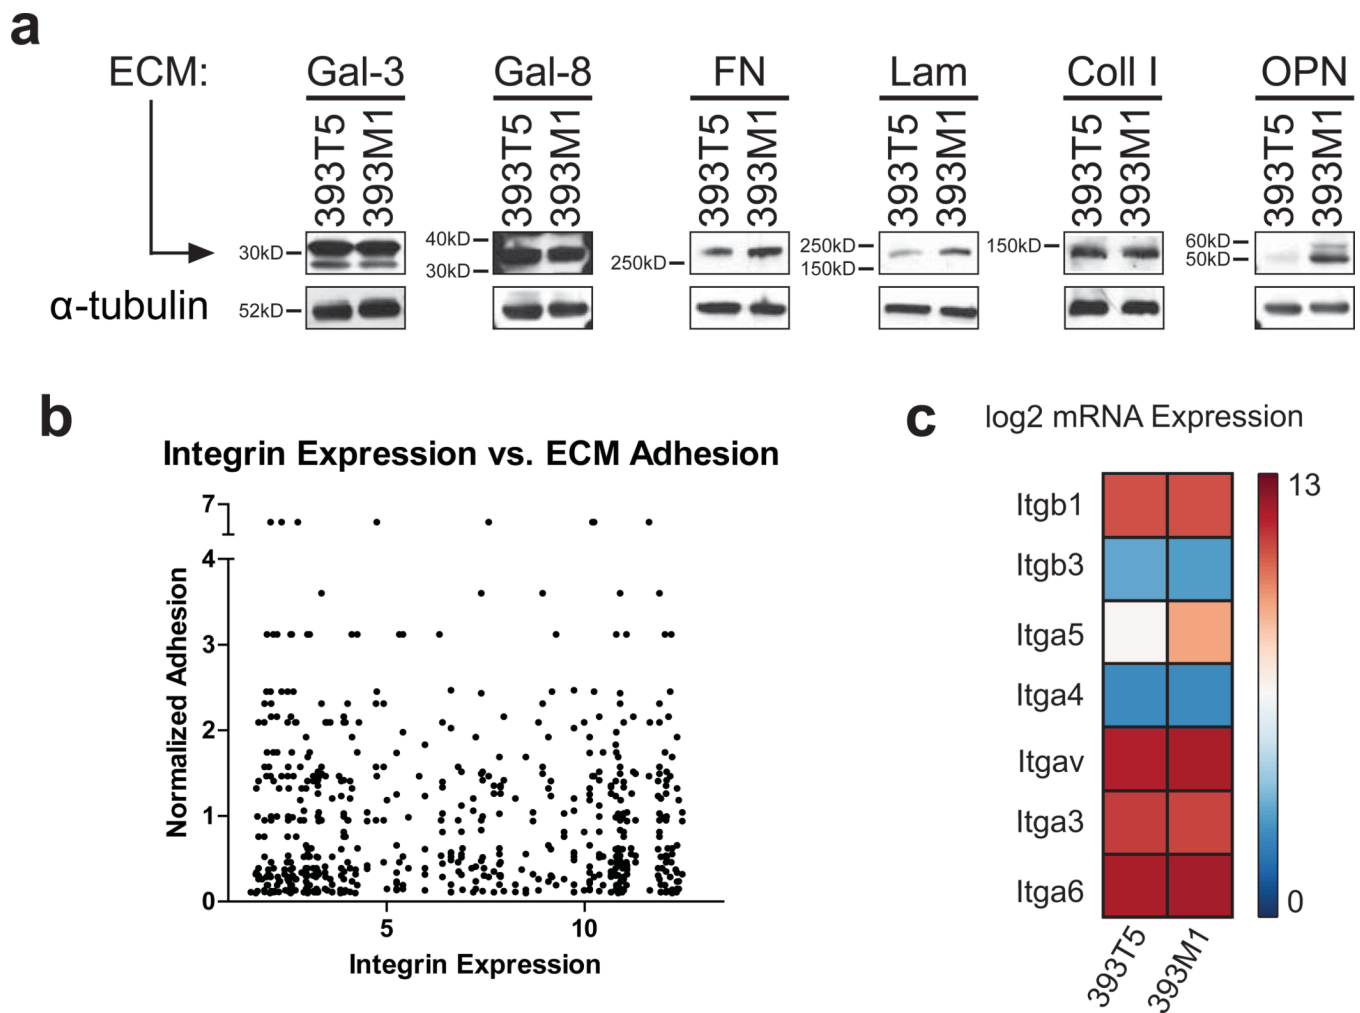 a
ECM: Gal-3 Gal-8 FN Lam Coll I OPN
393T5 393M1 393T5 393M1 393T5 393M1 393T5 393M1 393T5 393M1 393T5 393M1
30kD 40kD 30kD 250kD 250kD 150kD 150kD 60kD 50kD
α-tubulin 52kD
b
Integrin Expression vs. ECM Adhesion
7
4
3
2
1
0
Normalized Adhesion
5 10
Integrin Expression
c
log2 mRNA Expression
Itgb1
Itgb3
Itga5
Itga4
Itgav
Itga3
Itga6
13
0
393T5 393M1